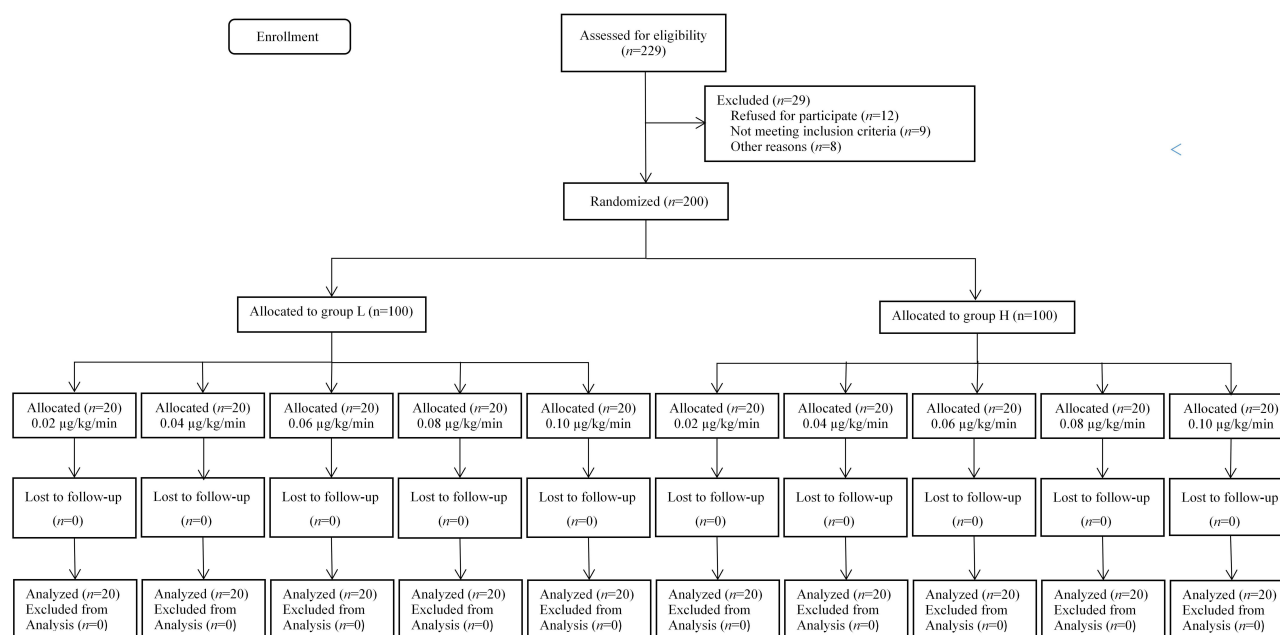 Enrollment
Assessed for eligibility
(n=229)
Excluded (n=29)
Refused for participate (n=12)
Not meeting inclusion criteria (n=9)
Other reasons (n=8)
<
Randomized (n=200)
Allocated to group L (n=100)
Allocated to group H (n=100)
Allocated (n=20)
0.02 µg/kg/min
Allocated (n=20)
0.04 µg/kg/min
Allocated (n=20)
0.06 µg/kg/min
Allocated (n=20)
0.08 µg/kg/min
Allocated (n=20)
0.10 µg/kg/min
Allocated (n=20)
0.02 µg/kg/min
Allocated (n=20)
0.04 µg/kg/min
Allocated (n=20)
0.06 µg/kg/min
Allocated (n=20)
0.08 µg/kg/min
Allocated (n=20)
0.10 µg/kg/min
Lost to follow-up
(n=0)
Lost to follow-up
(n=0)
Lost to follow-up
(n=0)
Lost to follow-up
(n=0)
Lost to follow-up
(n=0)
Lost to follow-up
(n=0)
Lost to follow-up
(n=0)
Lost to follow-up
(n=0)
Lost to follow-up
(n=0)
Lost to follow-up
(n=0)
Analyzed (n=20)
Excluded from
Analysis (n=0)
Analyzed (n=20)
Excluded from
Analysis (n=0)
Analyzed (n=20)
Excluded from
Analysis (n=0)
Analyzed (n=20)
Excluded from
Analysis (n=0)
Analyzed (n=20)
Excluded from
Analysis (n=0)
Analyzed (n=20)
Excluded from
Analysis (n=0)
Analyzed (n=20)
Excluded from
Analysis (n=0)
Analyzed (n=20)
Excluded from
Analysis (n=0)
Analyzed (n=20)
Excluded from
Analysis (n=0)
Analyzed (n=20)
Excluded from
Analysis (n=0)